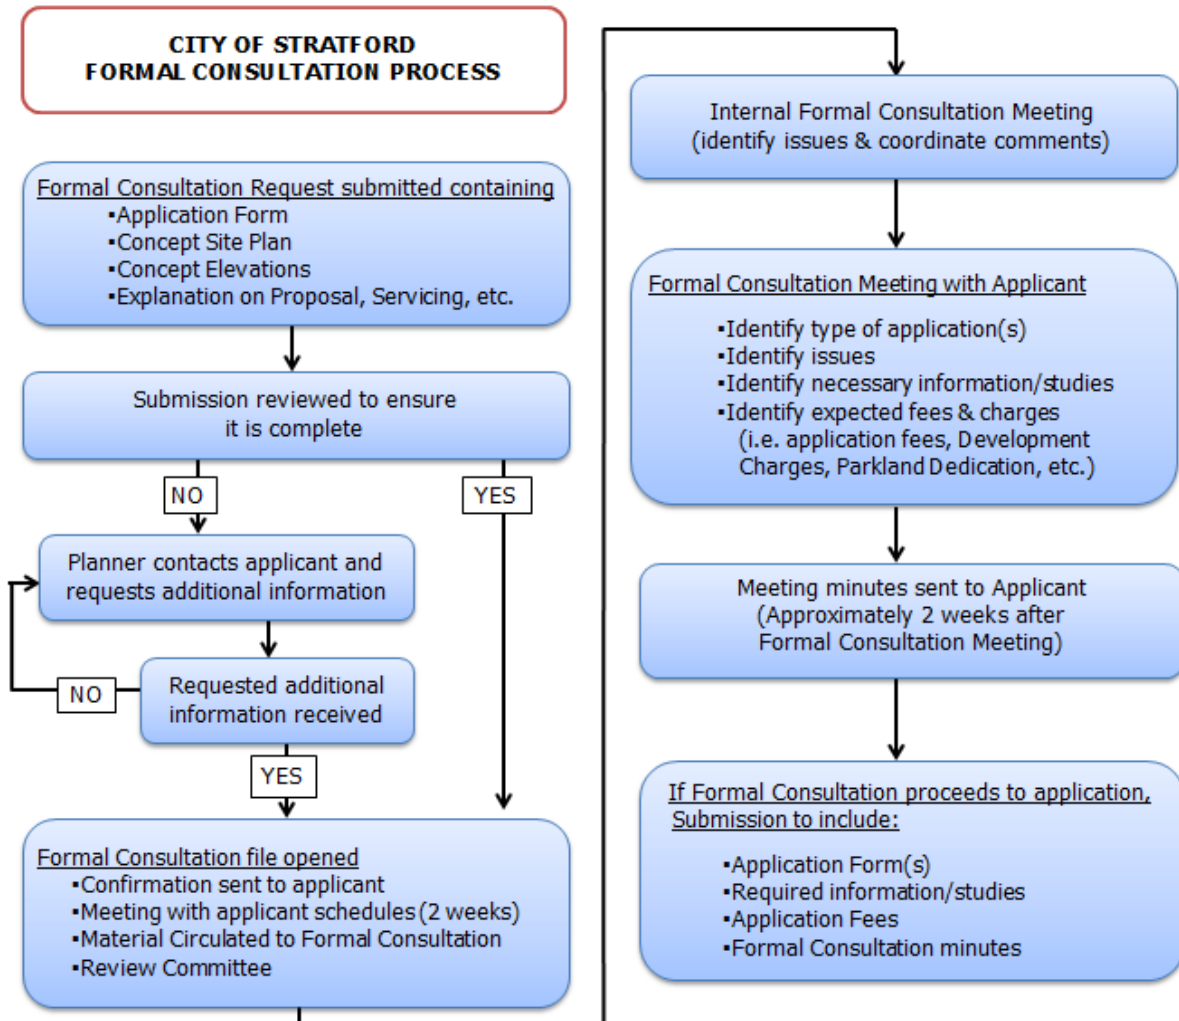 CITY OF STRATFORD
FORMAL CONSULTATION PROCESS
Formal Consultation Request submitted containing
▪Application Form
▪Concept Site Plan
▪Concept Elevations
▪Explanation on Proposal, Servicing, etc.
Submission reviewed to ensure
it is complete
NO
YES
Planner contacts applicant and
requests additional information
NO
Requested additional
information received
YES
Formal Consultation file opened
▪Confirmation sent to applicant
▪Meeting with applicant schedules (2 weeks)
▪Material Circulated to Formal Consultation
▪Review Committee
Internal Formal Consultation Meeting
(identify issues & coordinate comments)
Formal Consultation Meeting with Applicant
▪Identify type of application(s)
▪Identify issues
▪Identify necessary information/studies
▪Identify expected fees & charges
(i.e. application fees, Development
Charges, Parkland Dedication, etc.)
Meeting minutes sent to Applicant
(Approximately 2 weeks after
Formal Consultation Meeting)
If Formal Consultation proceeds to application,
Submission to include:
▪Application Form(s)
▪Required information/studies
▪Application Fees
▪Formal Consultation minutes